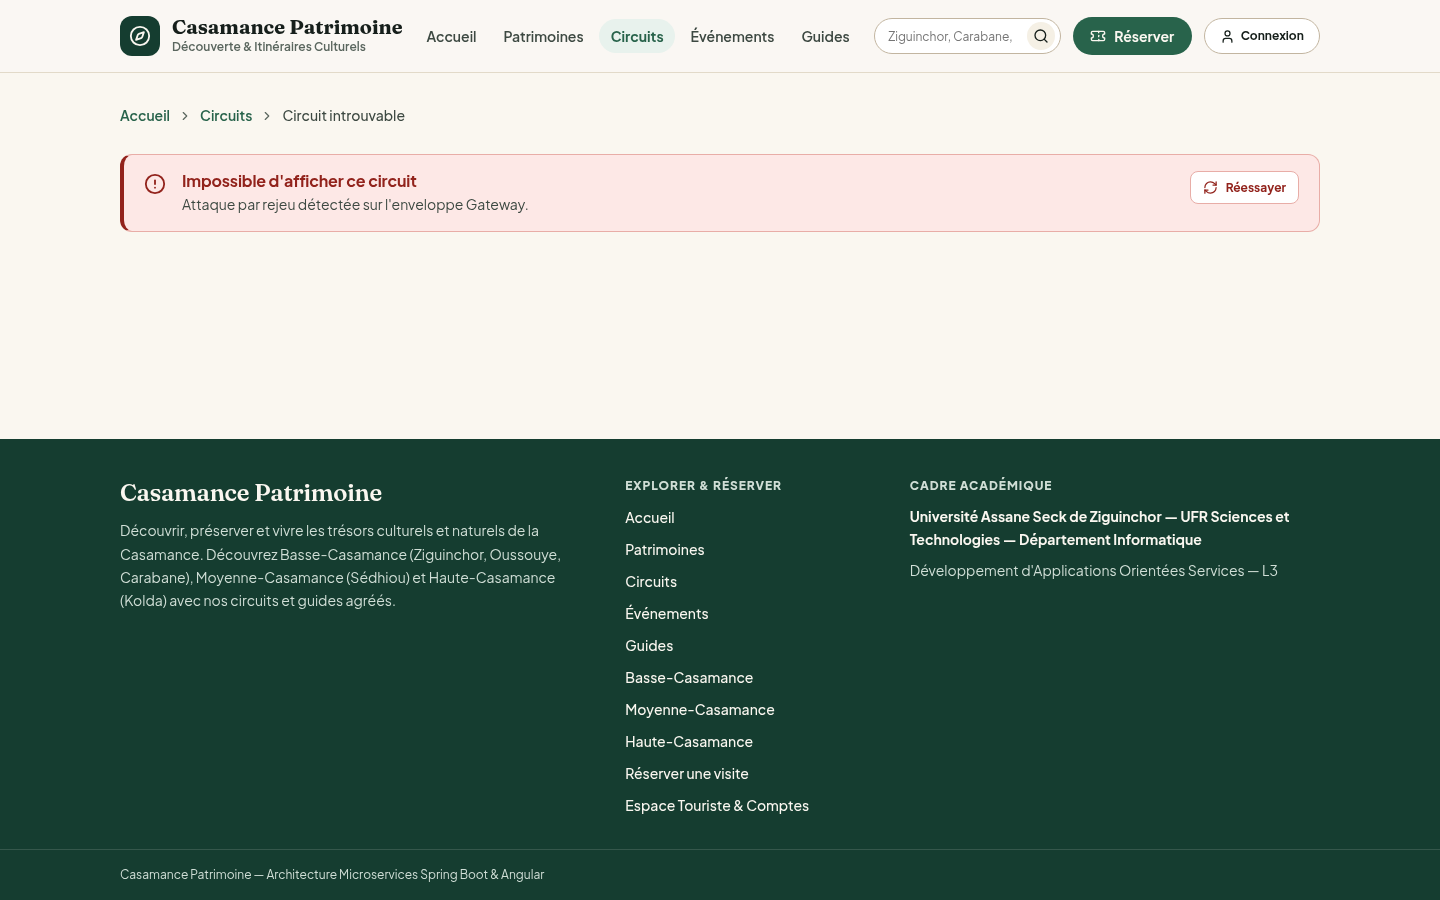 Casamance Patrimoine
Découverte & Itinéraires Culturels
Accueil
Patrimoines
Circuits
Événements
Guides
Ziguinchor, Carabane,
Réserver
Connexion
Accueil > Circuits > Circuit introuvable
Impossible d'afficher ce circuit
Attaque par rejeu détectée sur l'enveloppe Gateway.
Réessayer
Casamance Patrimoine
Découvrir, préserver et vivre les trésors culturels et naturels de la
Casamance. Découvrez Basse-Casamance (Ziguinchor, Oussouye,
Carabane), Moyenne-Casamance (Sédhiou) et Haute-Casamance
(Kolda) avec nos circuits et guides agréés.
EXPLORER & RÉSERVER
Accueil
Patrimoines
Circuits
Événements
Guides
Basse-Casamance
Moyenne-Casamance
Haute-Casamance
Réserver une visite
Espace Touriste & Comptes
CADRE ACADÉMIQUE
Université Assane Seck de Ziguinchor — UFR Sciences et
Technologies — Département Informatique
Développement d'Applications Orientées Services — L3
Casamance Patrimoine — Architecture Microservices Spring Boot & Angular